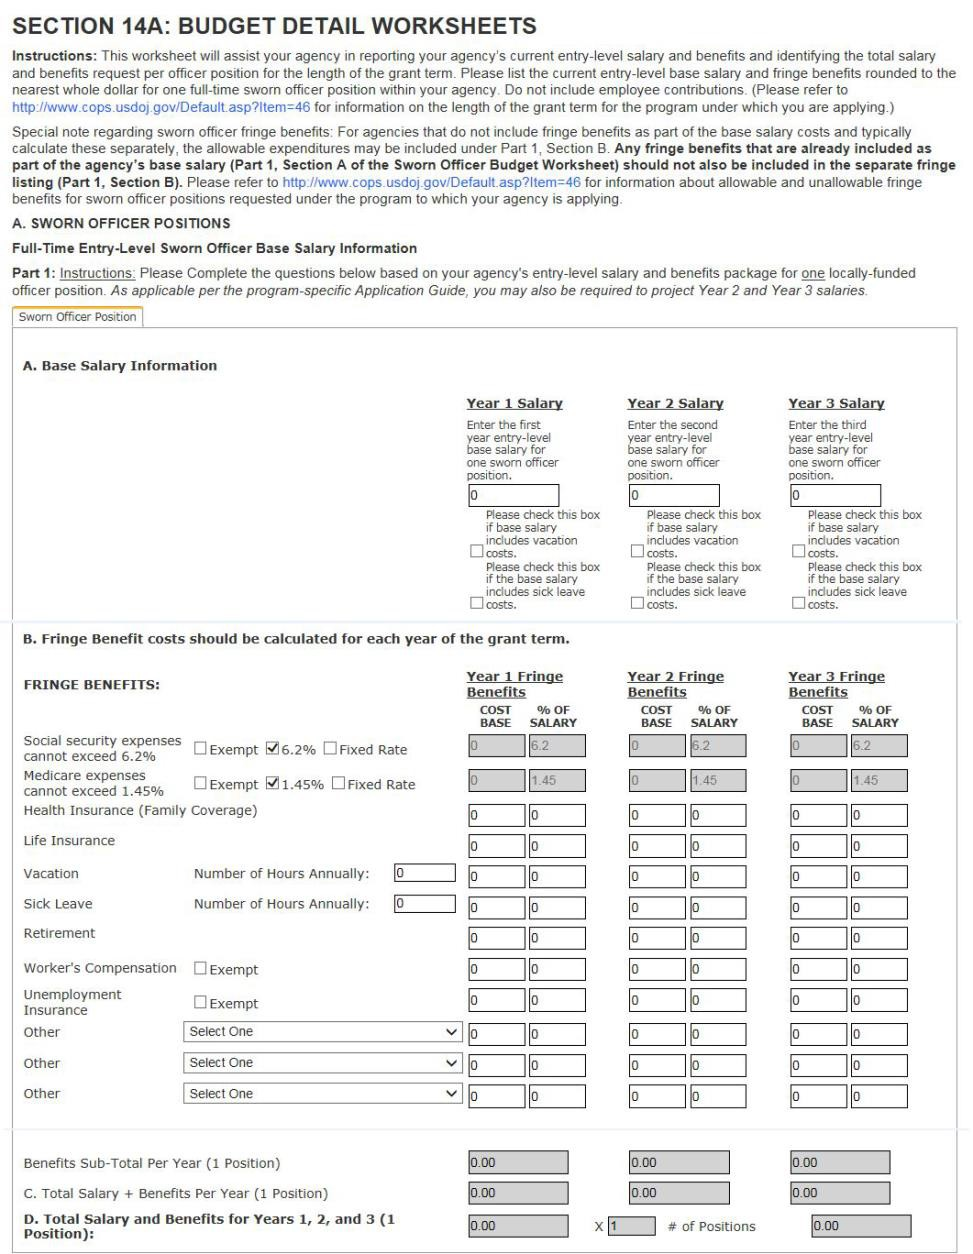 SECTION 14A: BUDGET DETAIL WORKSHEETS
Instructions: This worksheet will assist your agency in reporting your agency's current entry-level salary and benefits and identifying the total salary
and benefits request per officer position for the length of the grant term. Please list the current entry-level base salary and fringe benefits rounded to the
nearest whole dollar for one full-time sworn officer position within your agency. Do not include employee contributions. (Please refer to
http://www.cops.usdoj.gov/Default.asp?Item=46 for information on the length of the grant term for the program under which you are applying.)
Special note regarding sworn officer fringe benefits: For agencies that do not include fringe benefits as part of the base salary costs and typically
calculate these separately, the allowable expenditures may be included under Part 1, Section B. Any fringe benefits that are already included as
part of the agency's base salary (Part 1, Section A of the Sworn Officer Budget Worksheet) should not also be included in the separate fringe
listing (Part 1, Section B). Please refer to http://www.cops.usdoj.gov/Default.asp?Item=46 for information about allowable and unallowable fringe
benefits for sworn officer positions requested under the program to which your agency is applying.
A. SWORN OFFICER POSITIONS
Full-Time Entry-Level Sworn Officer Base Salary Information
Part 1: Instructions: Please Complete the questions below based on your agency's entry-level salary and benefits package for one locally-funded
officer position. As applicable per the program-specific Application Guide, you may also be required to project Year 2 and Year 3 salaries.
Sworn Officer Position
A. Base Salary Information
Year 1 Salary Year 2 Salary Year 3 Salary
Enter the first Enter the second Enter the third
year entry-level year entry-level year entry-level
base salary for base salary for base salary for
one sworn officer one sworn officer one sworn officer
position. position. position.
0 0 0
Please check this box Please check this box Please check this box
if base salary if base salary if base salary
includes vacation includes vacation includes vacation
costs. costs. costs.
Please check this box Please check this box Please check this box
if the base salary if the base salary if the base salary
includes sick leave includes sick leave includes sick leave
costs. costs. costs.
B. Fringe Benefit costs should be calculated for each year of the grant term.
FRINGE BENEFITS: Year 1 Fringe Year 2 Fringe Year 3 Fringe
Benefits Benefits Benefits
COST % OF COST % OF COST % OF
BASE SALARY BASE SALARY BASE SALARY
Social security expenses
cannot exceed 6.2% Exempt 6.2% Fixed Rate 0 6.2 0 6.2 0 6.2
Medicare expenses
cannot exceed 1.45% Exempt 1.45% Fixed Rate 0 1.45 0 1.45 0 1.45
Health Insurance (Family Coverage) 0 0 0 0 0 0
Life Insurance 0 0 0 0 0 0
Vacation Number of Hours Annually: 0 0 0 0 0 0 0
Sick Leave Number of Hours Annually: 0 0 0 0 0 0 0
Retirement 0 0 0 0 0 0
Worker's Compensation Exempt 0 0 0 0 0 0
Unemployment
Insurance Exempt 0 0 0 0 0 0
Other Select One 0 0 0 0 0 0
Other Select One 0 0 0 0 0 0
Other Select One 0 0 0 0 0 0
Benefits Sub-Total Per Year (1 Position) 0.00 0.00 0.00
C. Total Salary + Benefits Per Year (1 Position) 0.00 0.00 0.00
D. Total Salary and Benefits for Years 1, 2, and 3 (1
Position): 0.00 X 1 # of Positions 0.00